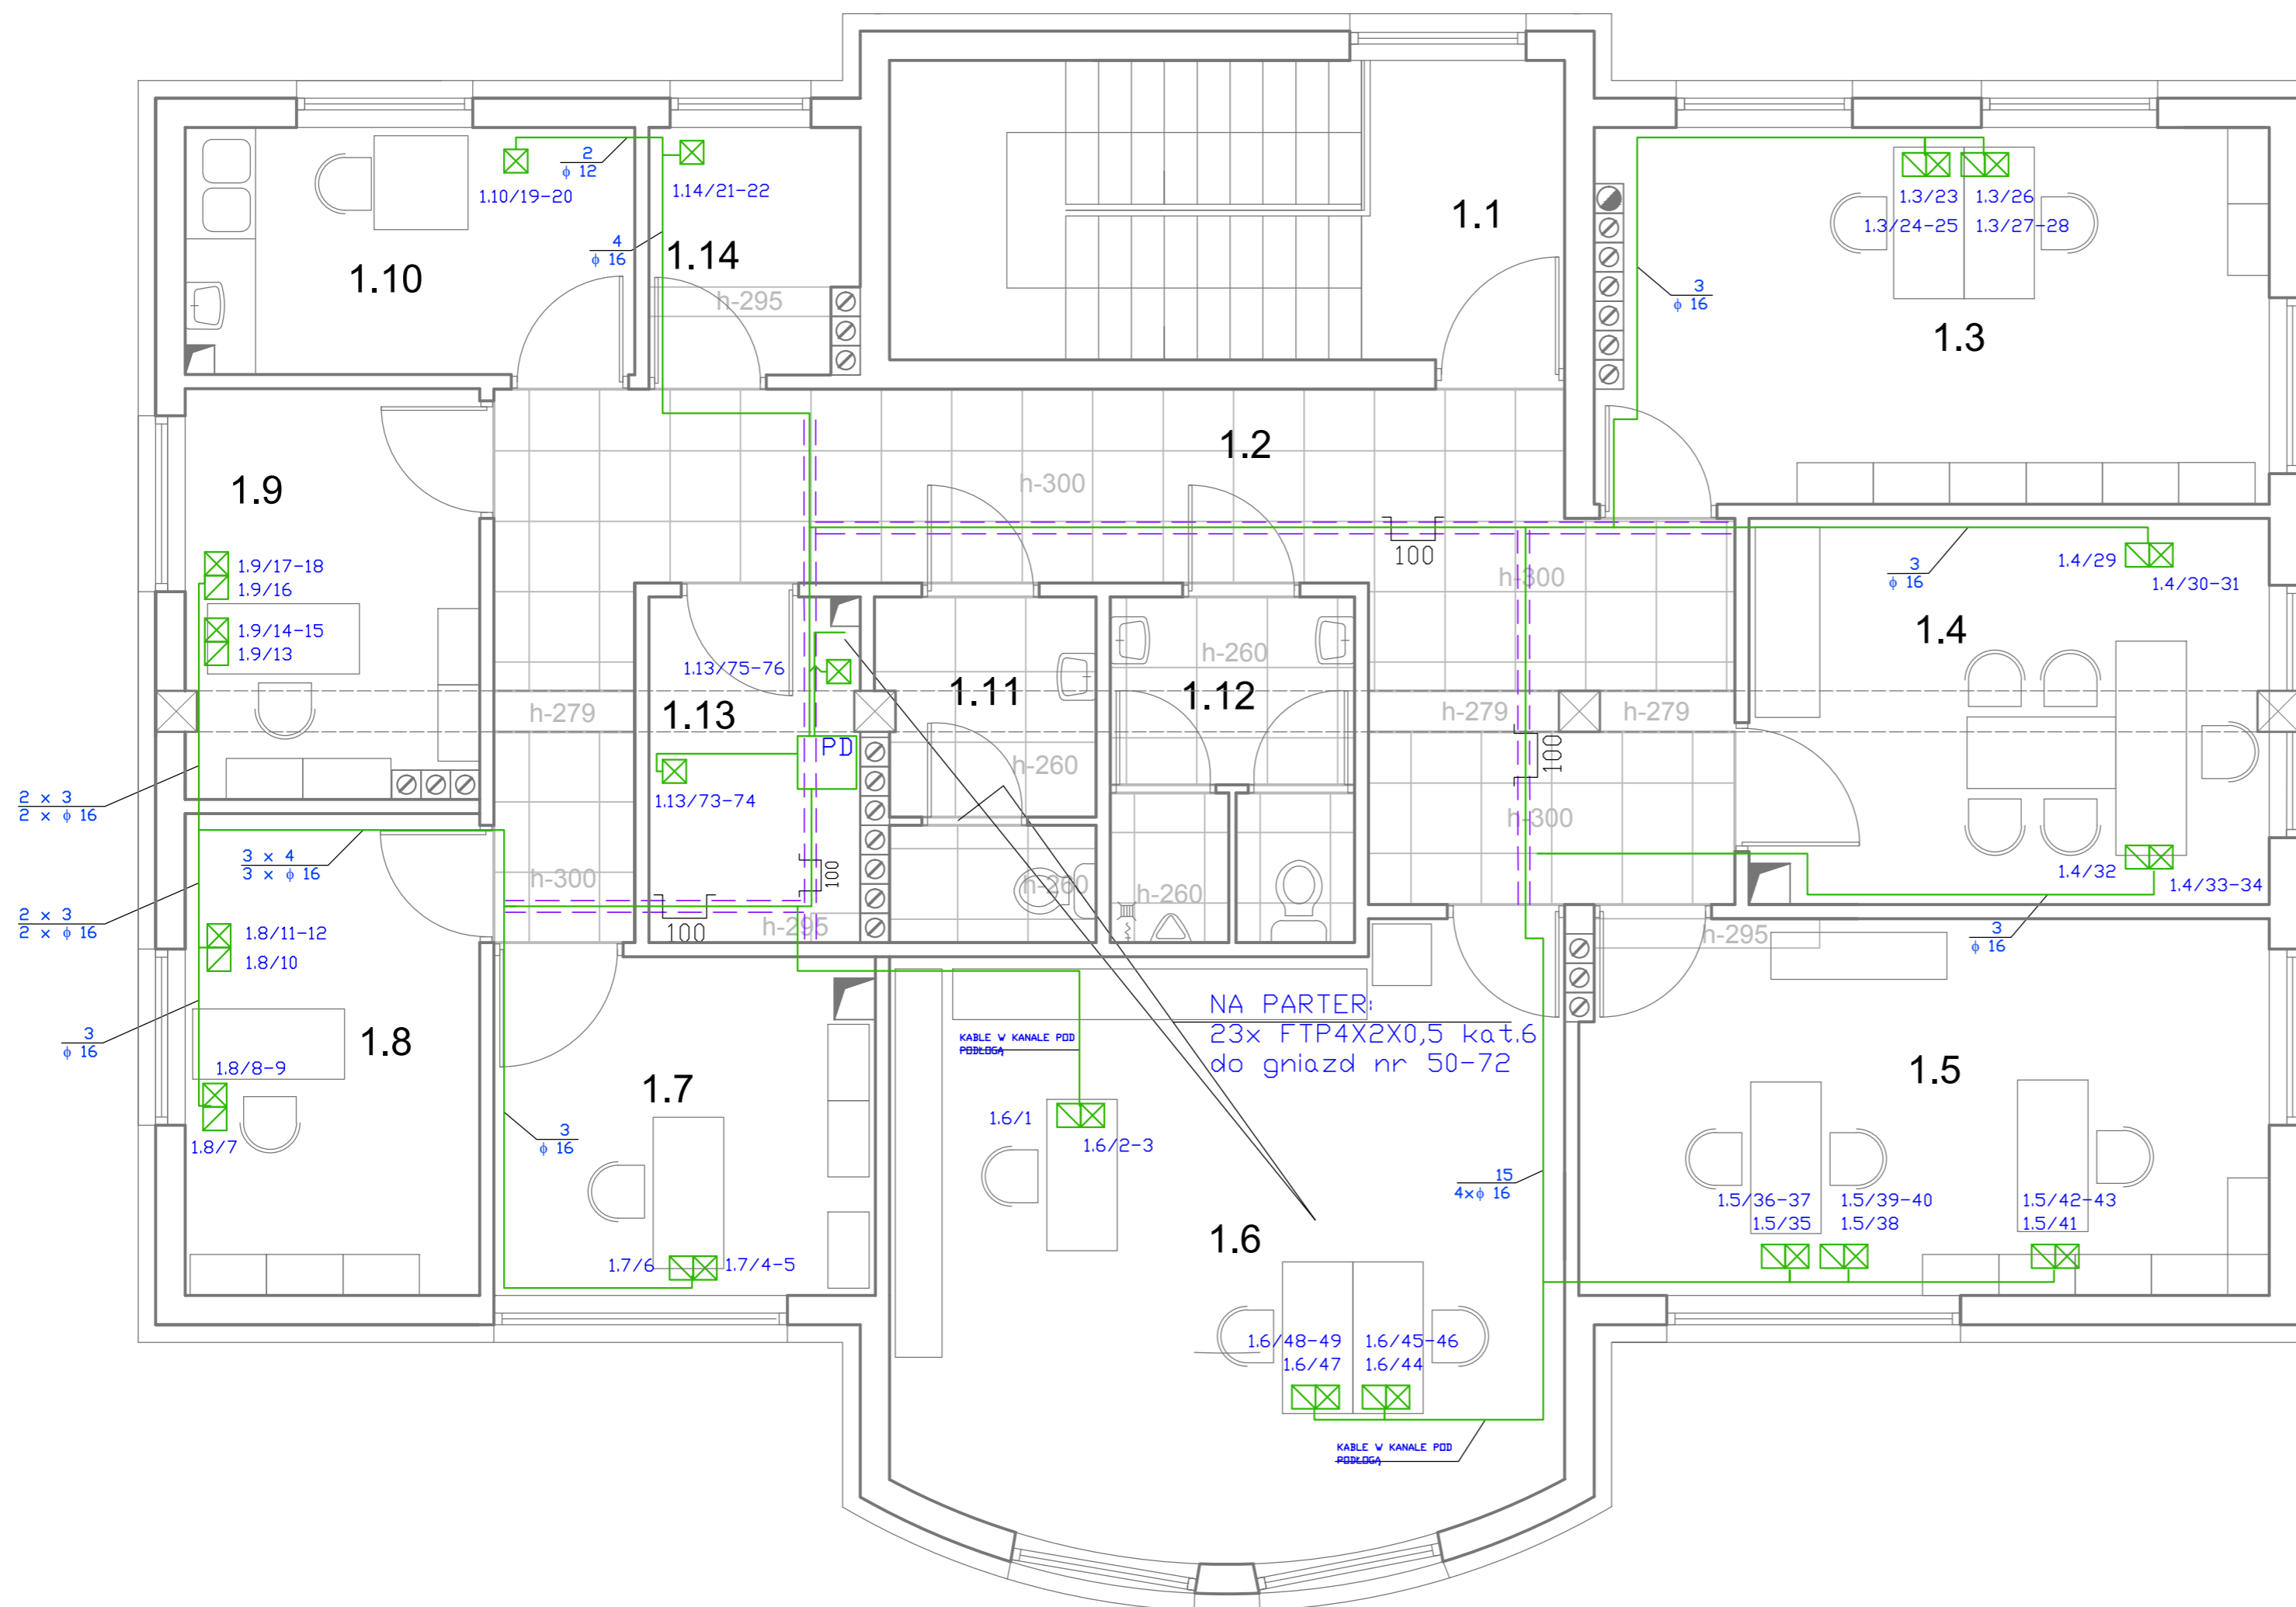 2
ϕ 12
1.10/19-20
1.14/21-22
4
ϕ 16
1.14
1.10
h-295
1.1
1.3/23
1.3/26
1.3/24-25
1.3/27-28
3
ϕ 16
1.3
1.2
h-300
1.9
1.9/17-18
1.9/16
1.9/14-15
1.9/13
100
h-300
3
ϕ 16
1.4/29
1.4/30-31
1.4
1.13/75-76
1.13
PD
1.13/73-74
1.11
h-260
h-260
1.12
h-279
h-279
h-279
100
2 x 3
2 x ϕ 16
3 x 4
3 x ϕ 16
2 x 3
2 x ϕ 16
h-300
100
100
h-295
h-260
h-260
h-300
1.4/32
1.4/33-34
3
ϕ 16
h-295
1.8/11-12
1.8/10
3
ϕ 16
1.8
1.8/8-9
1.8/7
1.7
3
ϕ 16
1.7/6
1.7/4-5
KABLE W KANALE POD
PODŁOGĄ
NA PARTER:
23x FTP4X2X0,5 kat.6
do gniazd nr 50-72
1.6/1
1.6/2-3
15
4xϕ 16
1.6
1.5
1.5/36-37
1.5/35
1.5/39-40
1.5/38
1.5/42-43
1.5/41
1.6/48-49
1.6/47
1.6/45-46
1.6/44
KABLE W KANALE POD
PODŁOGĄ